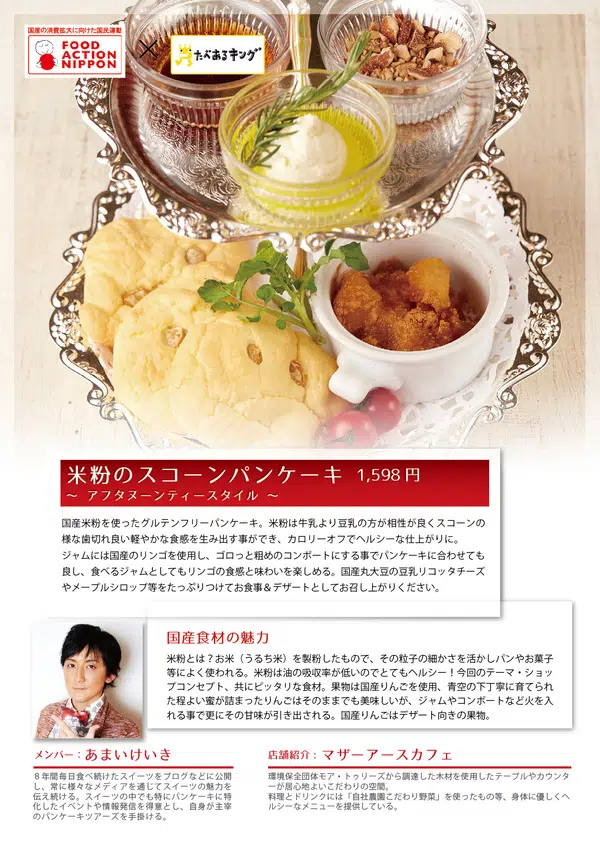 国産の消費拡大に向けた国民運動
FOOD
ACTION
NIPPON
×
たべあるキング
米粉のスコーンパンケーキ 1,598 円
～ アフタヌーンティースタイル ～
国産米粉を使ったグルテンフリーパンケーキ。米粉は牛乳より豆乳の方が相性が良くスコーンの
様な歯切れ良い軽やかな食感を生み出す事ができ、カロリーオフでヘルシーな仕上がりに。
ジャムには国産のリンゴを使用し、ゴロっと粗めのコンポートにする事でパンケーキに合わせても
良し、食べるジャムとしてもリンゴの食感と味わいを楽しめる。国産丸大豆の豆乳リコッタチーズ
やメープルシロップ等をたっぷりつけてお食事＆デザートとしてお召し上がりください。
国産食材の魅力
米粉とは？お米（うるち米）を製粉したもので、その粒子の細かさを活かしパンやお菓子
等によく使われる。米粉は油の吸収率が低いのでとてもヘルシー！今回のテーマ・ショッ
プコンセプト、共にピッタリな食材。果物は国産りんごを使用、青空の下丁寧に育てられ
た程よい蜜が詰まったりんごはそのままでも美味しいが、ジャムやコンポートなど火を入
れる事で更にその甘味が引き出される。国産りんごはデザート向きの果物。
メンバー：あまいけいき
８年間毎日食べ続けたスイーツをブログなどに公開
し、常に様々なメディアを通じてスイーツの魅力を
伝え続ける。スイーツの中でも特にパンケーキに特
化したイベントや情報発信を得意とし、自身が主宰
のパンケーキツアーズを手掛ける。
店舗紹介：マザーアースカフェ
環境保全団体モア・トゥリーズから調達した木材を使用したテーブルやカウンタ
ーが居心地よいこだわりの空間。
料理とドリンクには「自社農園こだわり野菜」を使ったもの等、身体に優しくヘ
ルシーなメニューを提供している。